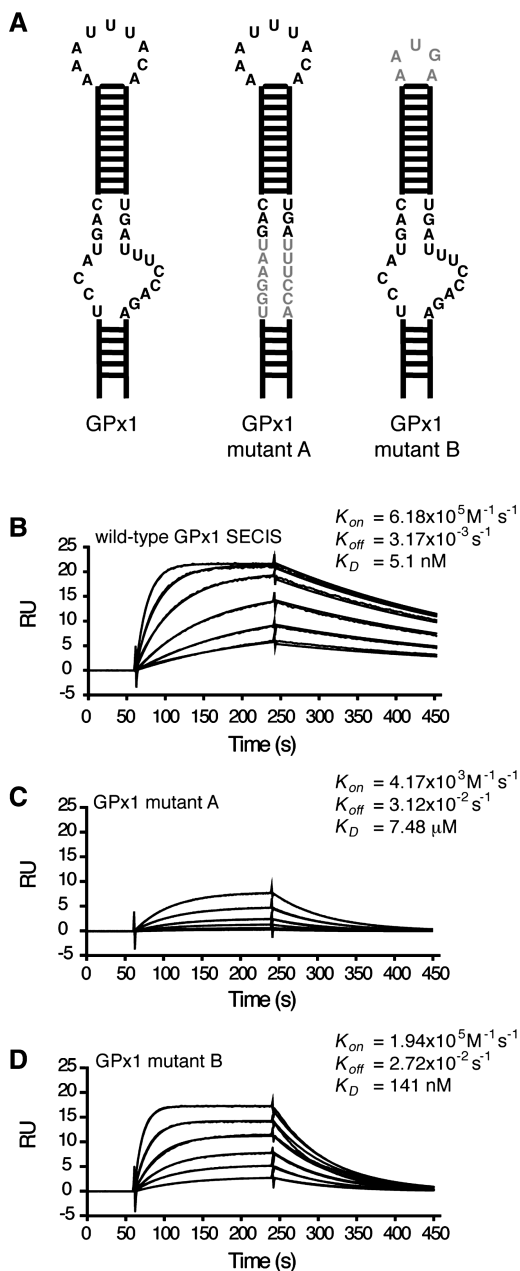 A
A A A A U U U A C A
C A G U A C C U
U G A U U U C C A G A
GPx1
A A A A U U U A C A
C A G U A A G G U
U G A U U U C C A
GPx1
mutant A
A A U G A
C A G U A C C U
U G A U U U C C A G A
GPx1
mutant B
B
wild-type GPx1 SECIS
Kon = 6.18x10⁵M⁻¹s⁻¹
Koff = 3.17x10⁻³s⁻¹
KD = 5.1 nM
25
20
15
10
5
0
-5
RU
0 50 100 150 200 250 300 350 400 450
Time (s)
C
GPx1 mutant A
Kon = 4.17x10³M⁻¹s⁻¹
Koff = 3.12x10⁻²s⁻¹
KD = 7.48 μM
25
20
15
10
5
0
-5
RU
0 50 100 150 200 250 300 350 400 450
Time (s)
D
GPx1 mutant B
Kon = 1.94x10⁵M⁻¹s⁻¹
Koff = 2.72x10⁻²s⁻¹
KD = 141 nM
25
20
15
10
5
0
-5
RU
0 50 100 150 200 250 300 350 400 450
Time (s)